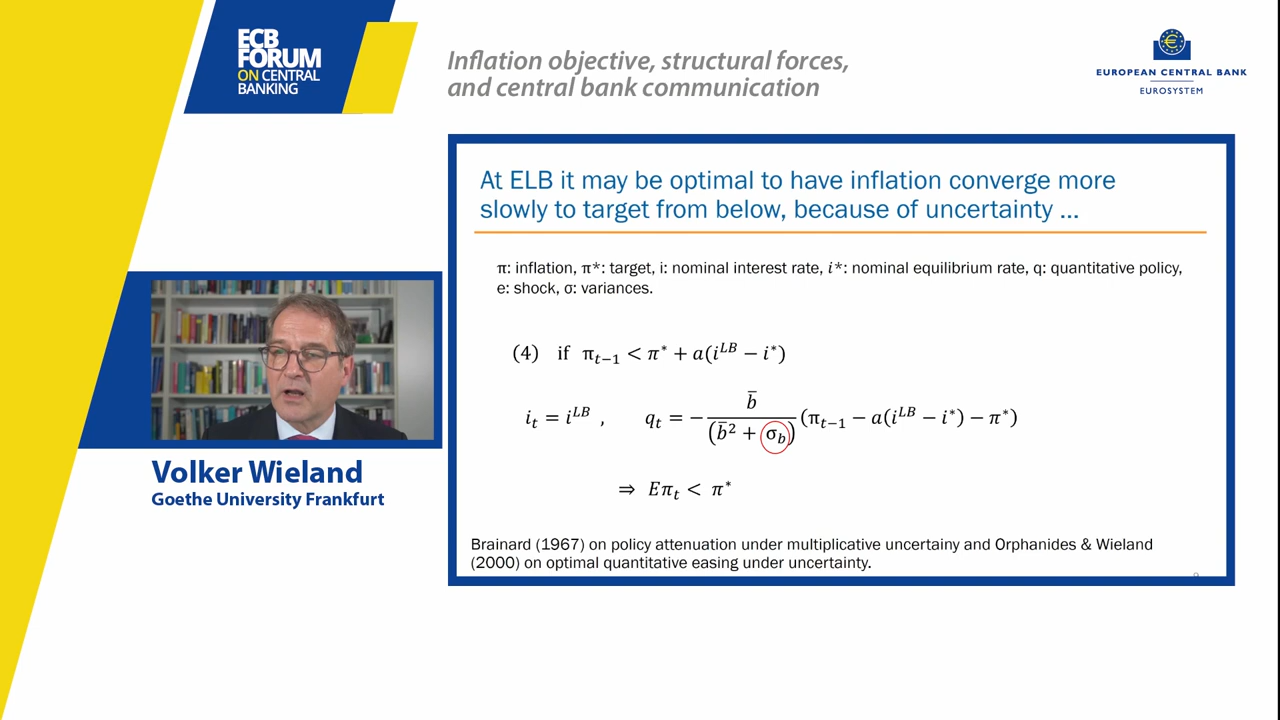 ECB
FORUM
ON CENTRAL
BANKING
Inflation objective, structural forces,
and central bank communication
EUROPEAN CENTRAL BANK
EUROSYSTEM
At ELB it may be optimal to have inflation converge more
slowly to target from below, because of uncertainty ...
π: inflation, π*: target, i: nominal interest rate, i*: nominal equilibrium rate, q: quantitative policy,
e: shock, σ: variances.
(4) if π_{t−1} < π* + a(i^{LB} − i*)
i_t = i^{LB} , q_t = − \frac{b̄}{(b̄² + σ_b)} (π_{t−1} − a(i^{LB} − i*) − π*)
⇒ Eπ_t < π*
Brainard (1967) on policy attenuation under multiplicative uncertainy and Orphanides & Wieland
(2000) on optimal quantitative easing under uncertainty.
Volker Wieland
Goethe University Frankfurt